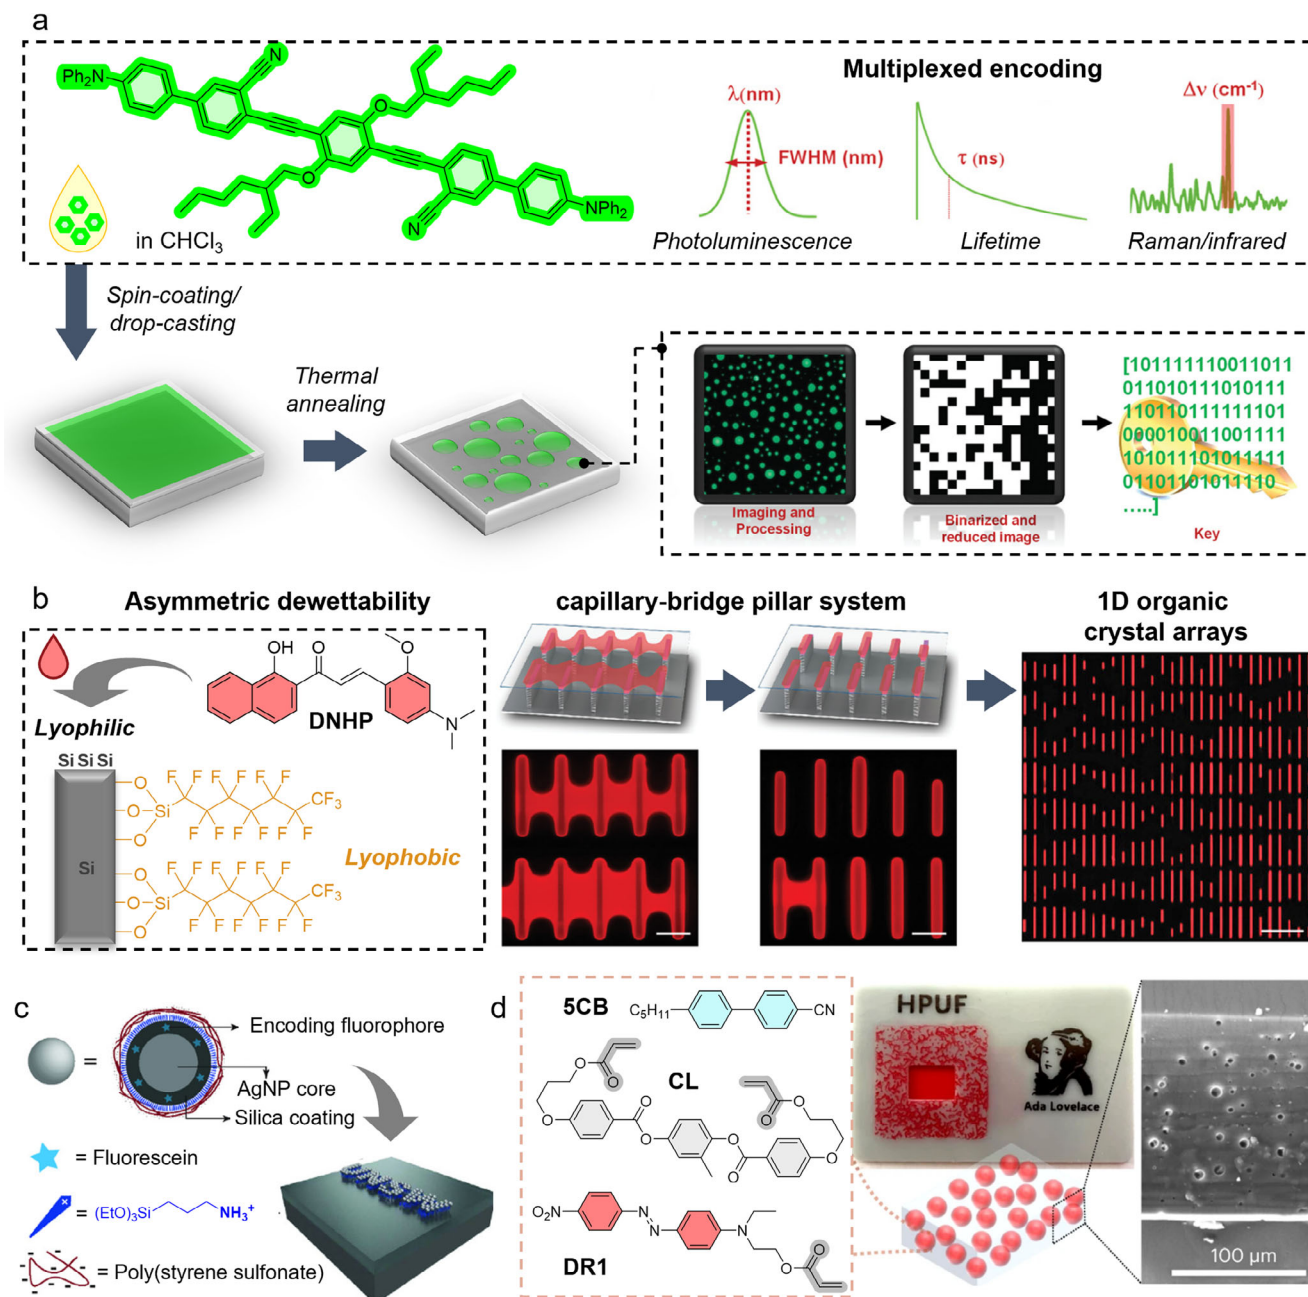 a
Multiplexed encoding
Ph₂N
N
O
O
N
NPh₂
in CHCl₃
λ(nm)
FWHM (nm)
Photoluminescence
τ (ns)
Lifetime
Δν (cm⁻¹)
Raman/infrared
Spin-coating/
drop-casting
Thermal
annealing
Imaging and
Processing
Binarized and
reduced image
[101111110011011
011010111010111
110110111111101
000010011001111
101011101011111
01101101011110
.....]
Key
b
Asymmetric dewettability
capillary-bridge pillar system
1D organic
crystal arrays
OH
O
O
N
DNHP
Lyophilic
Si Si Si
Si
O
O
O
Si
F F F F F F
CF₃
F F F F F F
Lyophobic
O
O
O
Si
F F F F F F
CF₃
F F F F F F
c
=
Encoding fluorophore
AgNP core
Silica coating
= Fluorescein
= (EtO)₃Si NH₃⁺
= Poly(styrene sulfonate)
d
5CB
C₅H₁₁
CN
CL
O
O
O
O
O
O
O
O
O
O
NO₂
N
N
N
O
O
DR1
HPUF
Ada Lovelace
100 µm